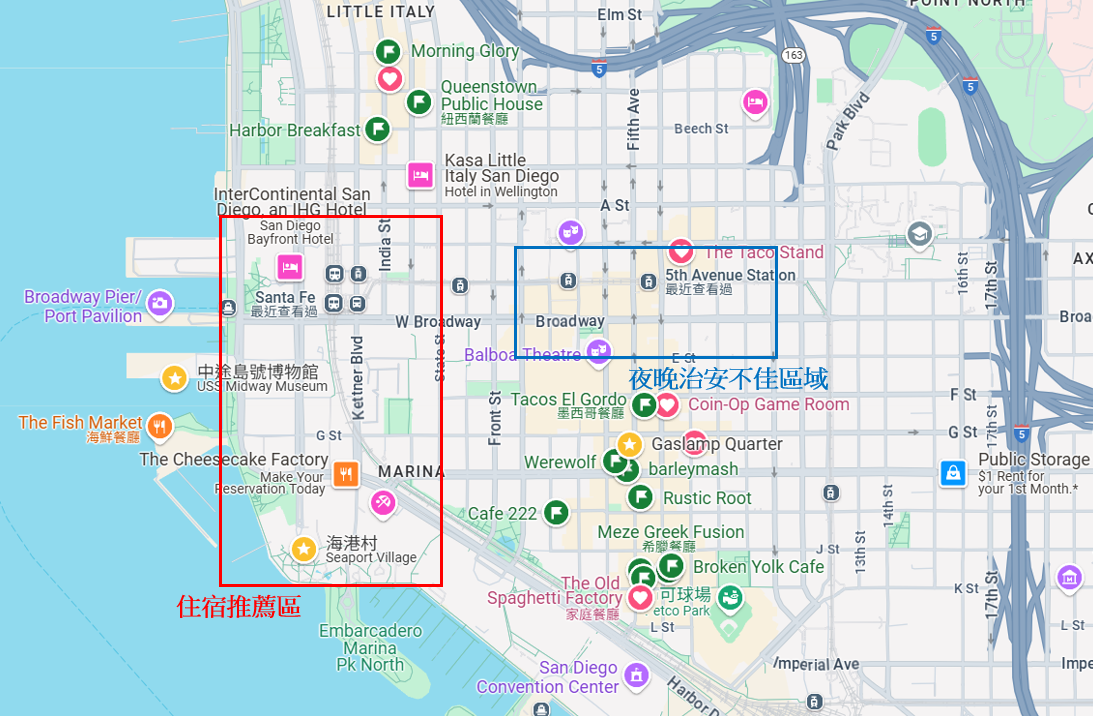 LITTLE ITALY
Elm St
POINT NORTH
5
163
5
5
Morning Glory
Queenstown
Public House
紐西蘭餐廳
Harbor Breakfast
Fifth Ave
Beech St
Park Blvd
Kasa Little
Italy San Diego
Hotel in Wellington
InterContinental San
Diego, an IHG Hotel
San Diego
Bayfront Hotel
India St
A St
The Taco Stand
5th Avenue Station
最近查看過
16th St
17th St
Santa Fe
最近查看過
Broadway Pier/
Port Pavilion
W Broadway
Broadway
State St
Balboa Theatre
E St
夜晚治安不佳區域
Kettner Blvd
中途島號博物館
USS Midway Museum
Front St
Tacos El Gordo
墨西哥餐廳
Coin-Op Game Room
F St
The Fish Market
海鮮餐廳
G St
G St
17th St
5
Gaslamp Quarter
The Cheesecake Factory
Make Your
Reservation Today
MARINA
Werewolf
barleymash
Public Storage
$1 Rent for
your 1st Month.*
Rustic Root
Cafe 222
14th St
13th St
海港村
Seaport Village
Meze Greek Fusion
希臘餐廳
J St
Broken Yolk Cafe
The Old
Spaghetti Factory
家庭餐廳
可球場
etco Park
K St
17th St
L St
L St
住宿推薦區
Embarcadero
Marina
Pk North
Imperial Ave
San Diego
Convention Center